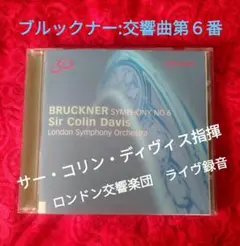 ブルックナー:交響曲第６番
BRUCKNER SYMPHONY NO 6
Sir Colin Davis
London Symphony Orchestra
サー・コリン・デイヴィス指揮
ロンドン交響楽団 ライヴ録音